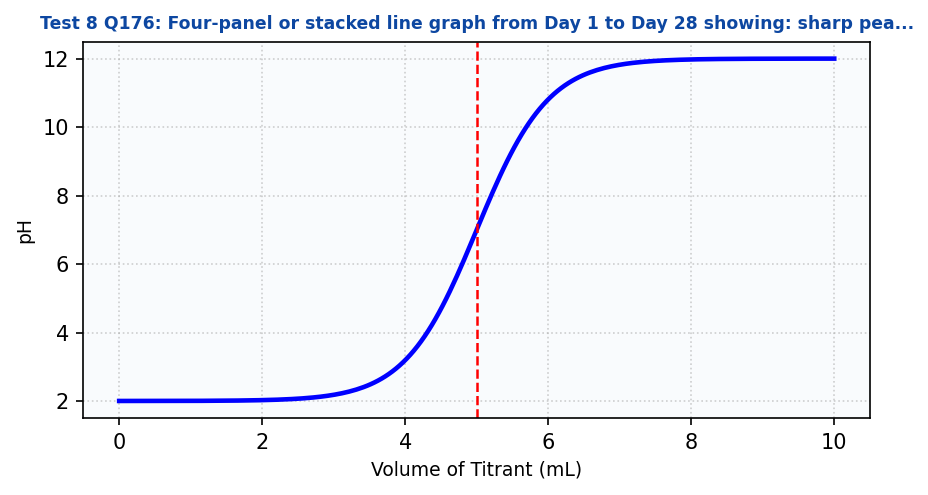 Test 8 Q176: Four-panel or stacked line graph from Day 1 to Day 28 showing: sharp pea...
12
10
8
6
4
2
pH
0 2 4 6 8 10
Volume of Titrant (mL)